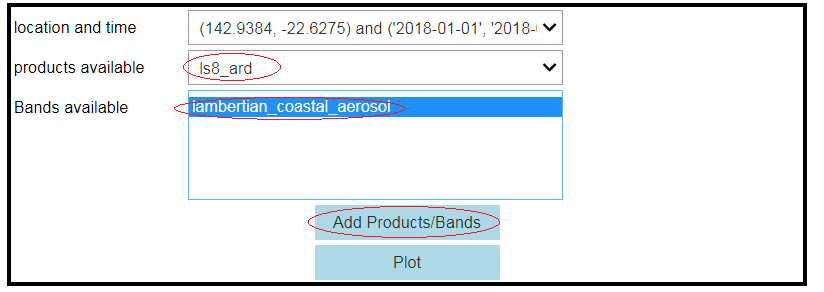 location and time
(142.9384, -22.6275) and ('2018-01-01', '2018-
products available
ls8_ard
Bands available
lambertian_coastal_aerosol
Add Products/Bands
Plot